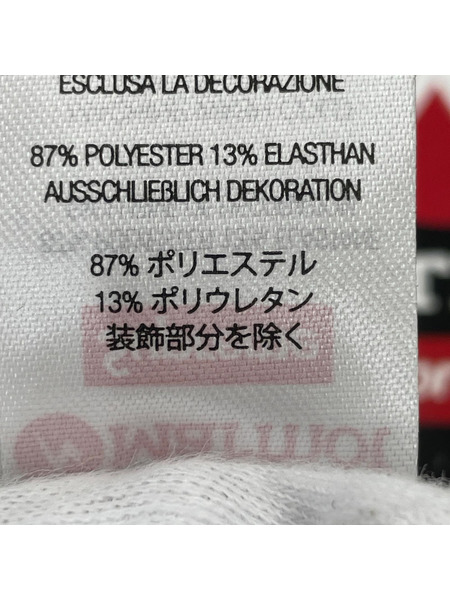 ESCLUSA LA DECORAZIONE
87% POLYESTER 13% ELASTHAN
AUSSCHLIEßLICH DEKORATION
87% ポリエステル
13% ポリウレタン
装飾部分を除く